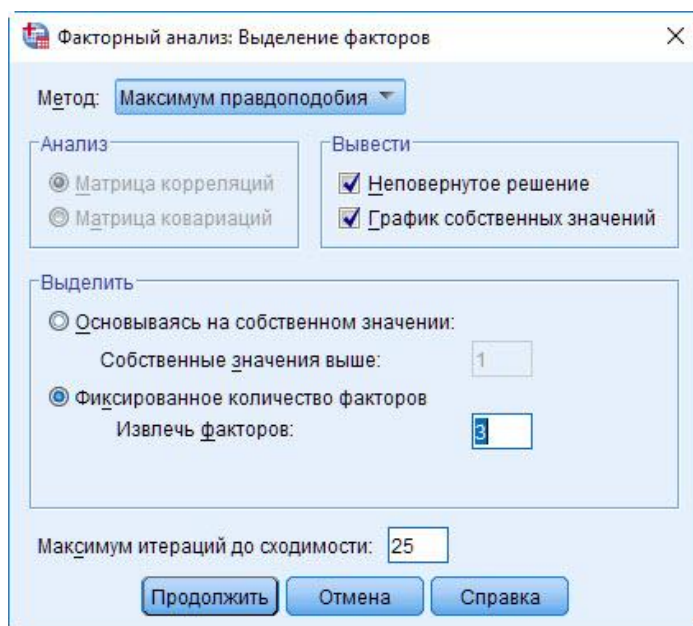 Факторный анализ: Выделение факторов
Метод: Максимум правдоподобия
Анализ
Матрица корреляций
Матрица ковариаций
Вывести
Неповернутое решение
График собственных значений
Выделить
Основываясь на собственном значении:
Собственные значения выше: 1
Фиксированное количество факторов
Извлечь факторов: 3
Максимум итераций до сходимости: 25
Продолжить Отмена Справка